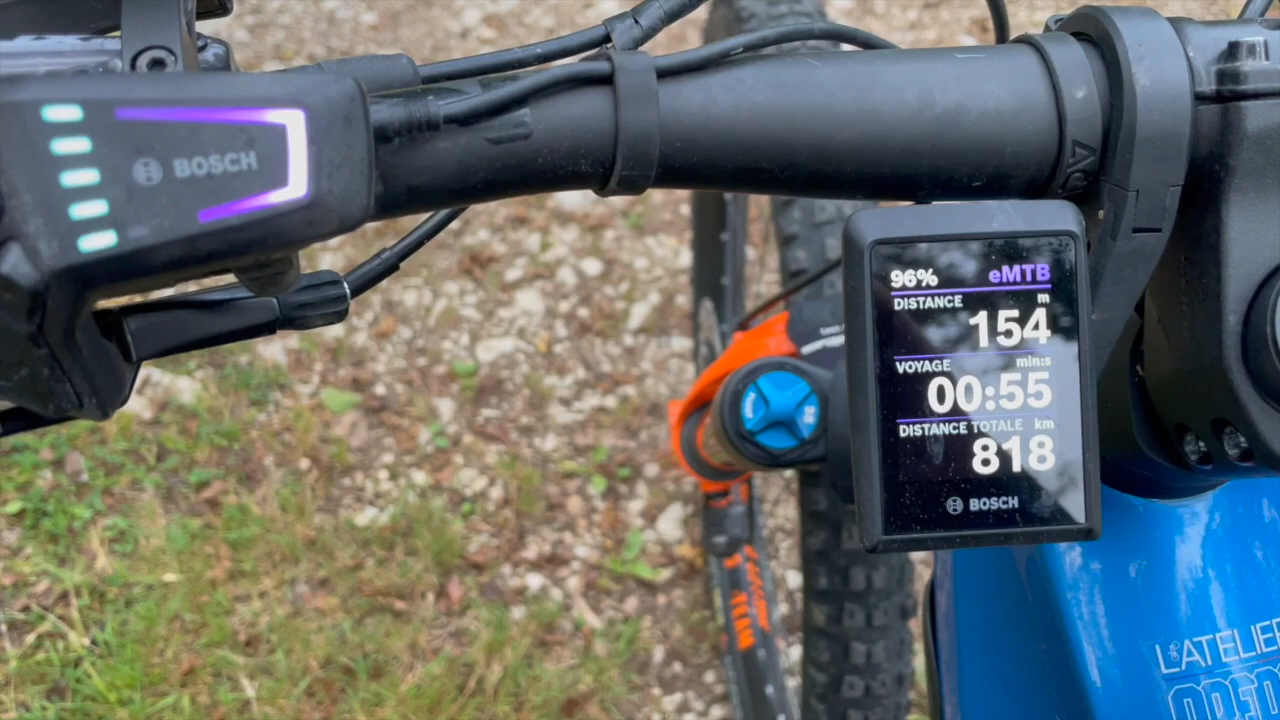 BOSCH
96% eMTB
DISTANCE m
154
VOYAGE min:s
00:55
DISTANCE TOTALE km
818
BOSCH
L'ATELIER